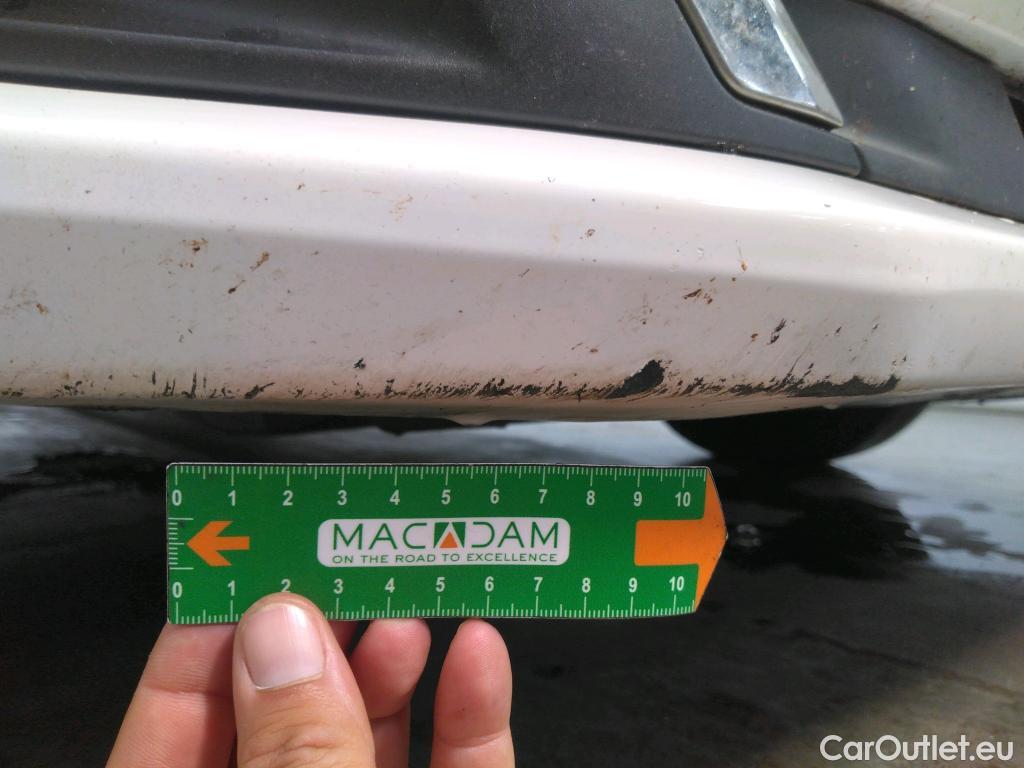 0 1 2 3 4 5 6 7 8 9 10
MACADAM
ON THE ROAD TO EXCELLENCE
0 1 2 3 4 5 6 7 8 9 10
CarOutlet.eu